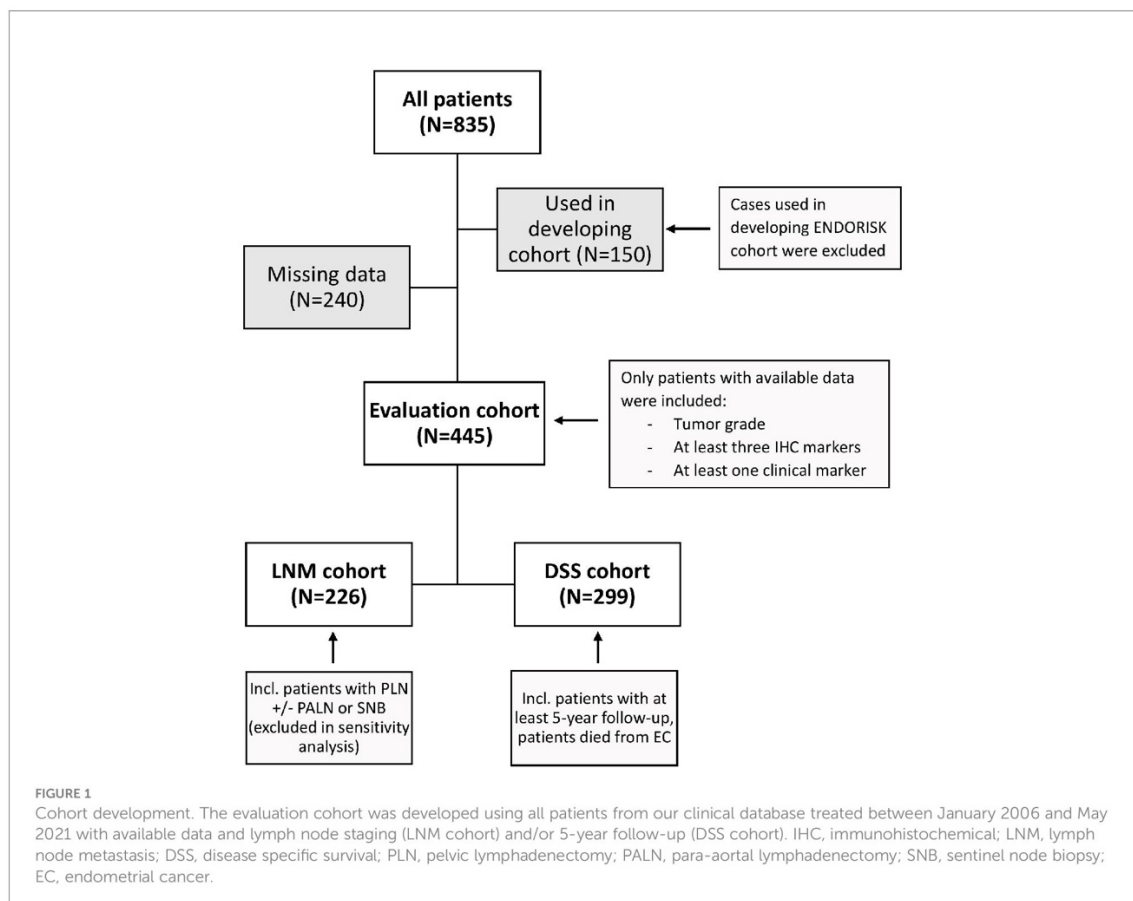 All patients
(N=835)
Used in
developing
cohort (N=150)
Cases used in
developing ENDORISK
cohort were excluded
Missing data
(N=240)
Evaluation cohort
(N=445)
Only patients with available data
were included:
- Tumor grade
- At least three IHC markers
- At least one clinical marker
LNM cohort
(N=226)
DSS cohort
(N=299)
Incl. patients with PLN
+/- PALN or SNB
(excluded in sensitivity
analysis)
Incl. patients with at
least 5-year follow-up,
patients died from EC
FIGURE 1
Cohort development. The evaluation cohort was developed using all patients from our clinical database treated between January 2006 and May
2021 with available data and lymph node staging (LNM cohort) and/or 5-year follow-up (DSS cohort). IHC, immunohistochemical; LNM, lymph
node metastasis; DSS, disease specific survival; PLN, pelvic lymphadenectomy; PALN, para-aortal lymphadenectomy; SNB, sentinel node biopsy;
EC, endometrial cancer.